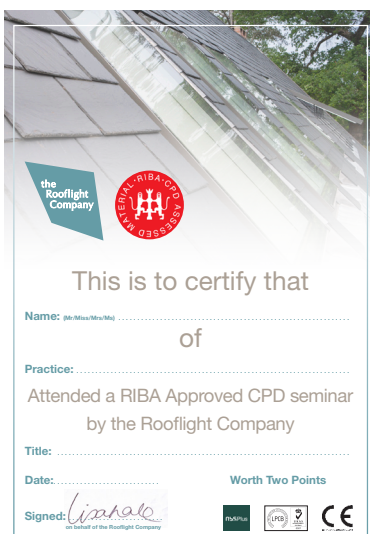 the
Rooflight
Company
MATERIAL·RIBA·CPD ASSESSED
This is to certify that
Name: (Mr/Miss/Mrs/Ms)
of
Practice:
Attended a RIBA Approved CPD seminar
by the Rooflight Company
Title:
Date:
Worth Two Points
Signed:
on behalf of the Rooflight Company
LPCB
CE